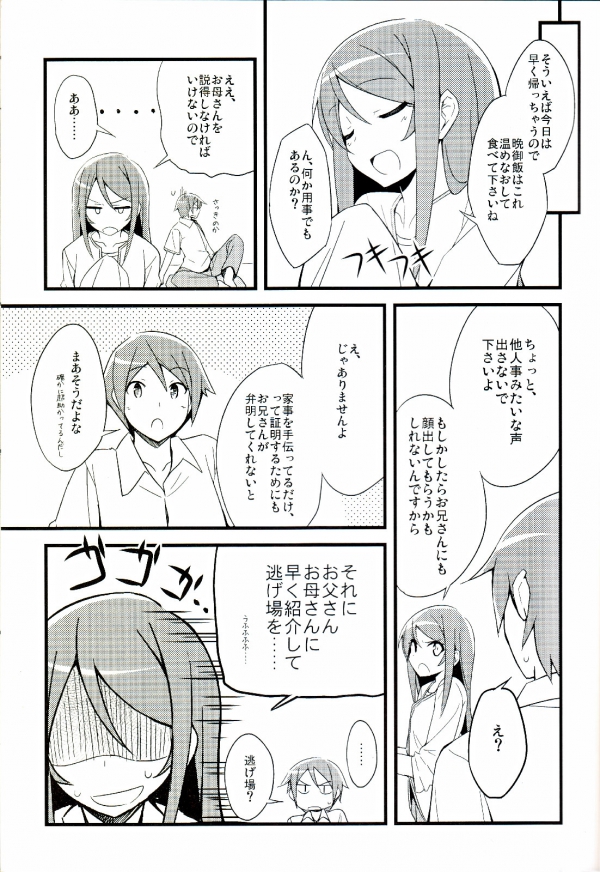 そういえば今日は
早く帰っちゃうので
晩御飯はこれ
温めなおして
食べて下さいね
ん、何か用事でも
あるのか?
フキフキ
ええ、
お母さんを
説得しなければ
いけないので
・・・・
ああ……
さっきのか
ちょっと、
他人事みたいな声
出さないで
下さいよ
もしかしたらお兄さんにも
顔出してもらうかも
しれないんですから
え?
え、
じゃありませんよ
家事を手伝ってるだけ、
って証明するためにも
お兄さんが
弁明してくれないと
まあそうだよな
確かに助かってるんだし
それに
お父さん
お母さんに
早く紹介して
逃げ場を……
うふふふふ…
ガガガ
……
逃げ場?